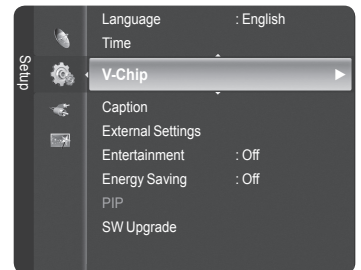 Setup
Language : English
Time
V-Chip
Caption
External Settings
Entertainment : Off
Energy Saving : Off
PIP
SW Upgrade